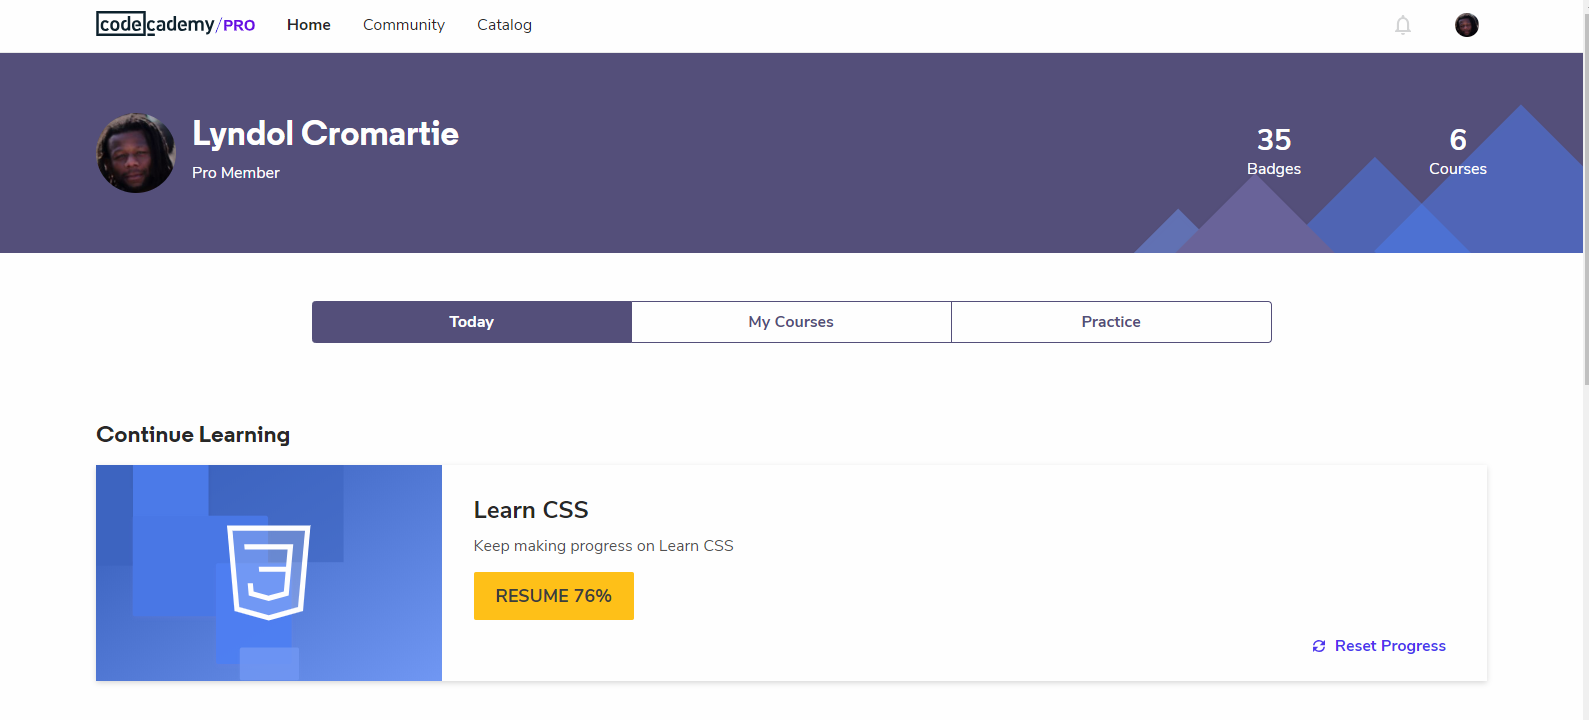 codecademy/PRO Home Community Catalog
Lyndol Cromartie
Pro Member
35
Badges
6
Courses
Today My Courses Practice
Continue Learning
Learn CSS
Keep making progress on Learn CSS
RESUME 76%
Reset Progress